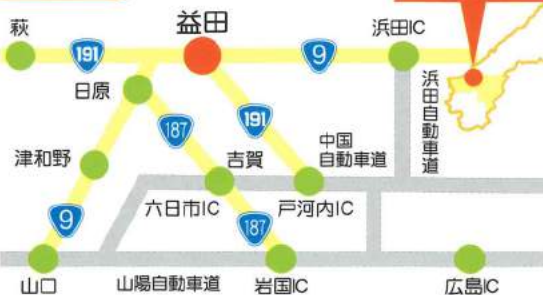 萩
益田
浜田IC
191
9
日原
浜田自動車道
187
191
中国
自動車道
津和野
吉賀
六日市IC
戸河内IC
9
187
山口
山陽自動車道
岩国IC
広島IC